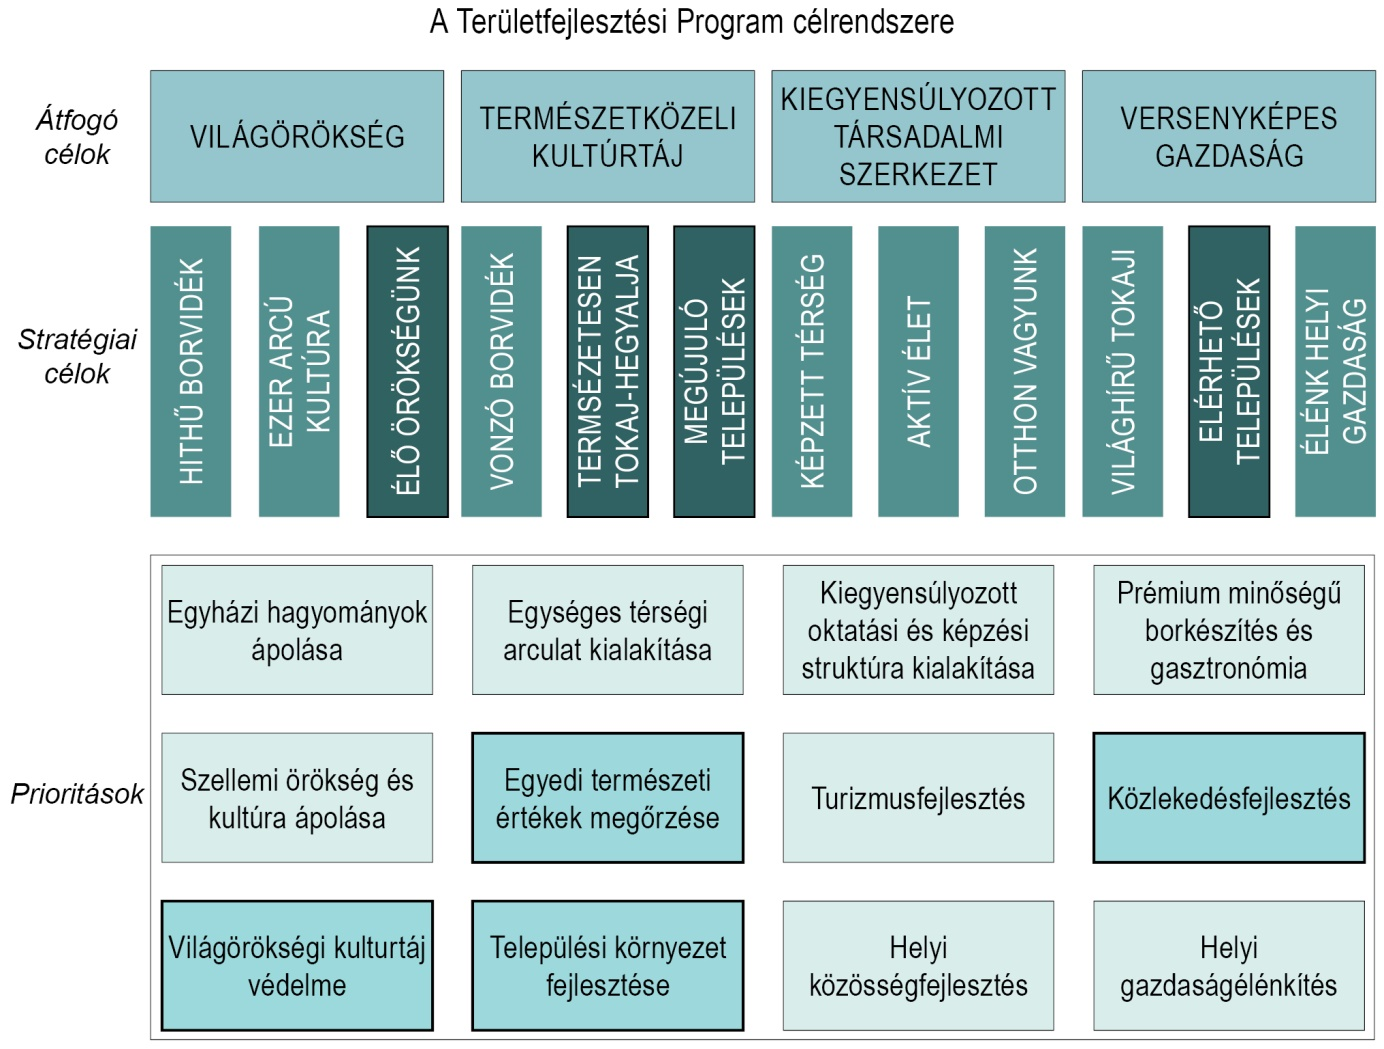 A Területfejlesztési Program célrendszere
Átfogó
célok
VILÁGÖRÖKSÉG
TERMÉSZETKÖZELI
KULTÚRTÁJ
KIEGYENSÚLYOZOTT
TÁRSADALMI
SZERKEZET
VERSENYKÉPES
GAZDASÁG
Stratégiai
célok
HITHŰ BORVIDÉK
EZER ARCÚ
KULTÚRA
ÉLŐ ÖRÖKSÉGÜNK
VONZÓ BORVIDÉK
TERMSÉZETESEN
TOKAJ-HEGYALJA
MEGÚJULÓ
TELEPÜLÉSEK
KÉPZETT TÉRSÉG
AKTÍV ÉLET
OTTHON VAGYUNK
VILÁGHÍRŰ TOKAJI
ELÉRHETŐ
TELEPÜLÉSEK
ÉLÉNK HELYI
GAZDASÁG
Prioritások
Egyházi hagyományok
ápolása
Egységes térségi
arculat kialakítása
Kiegyensúlyozott
oktatási és képzési
struktúra kialakítása
Prémium minőségű
borkészítés és
gasztronómia
Szellemi örökség és
kultúra ápolása
Egyedi természeti
értékek megőrzése
Turizmusfejlesztés
Közlekedésfejlesztés
Világörökségi kulturtáj
védelme
Települési környezet
fejlesztése
Helyi
közösségfejlesztés
Helyi
gazdaságélénkítés